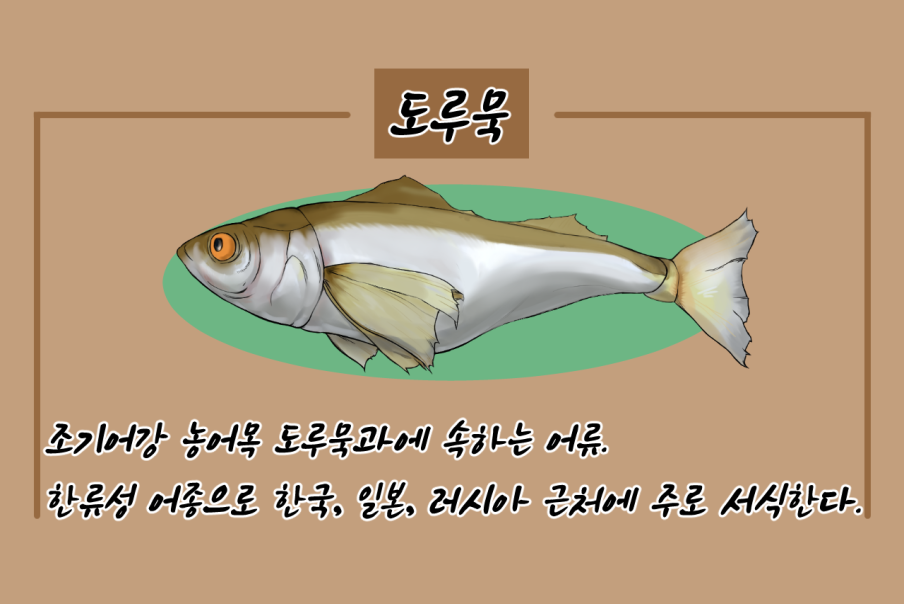 도루묵
조기어강 농어목 도루묵과에 속하는 어류.
한류성 어종으로 한국, 일본, 러시아 근처에 주로 서식한다.